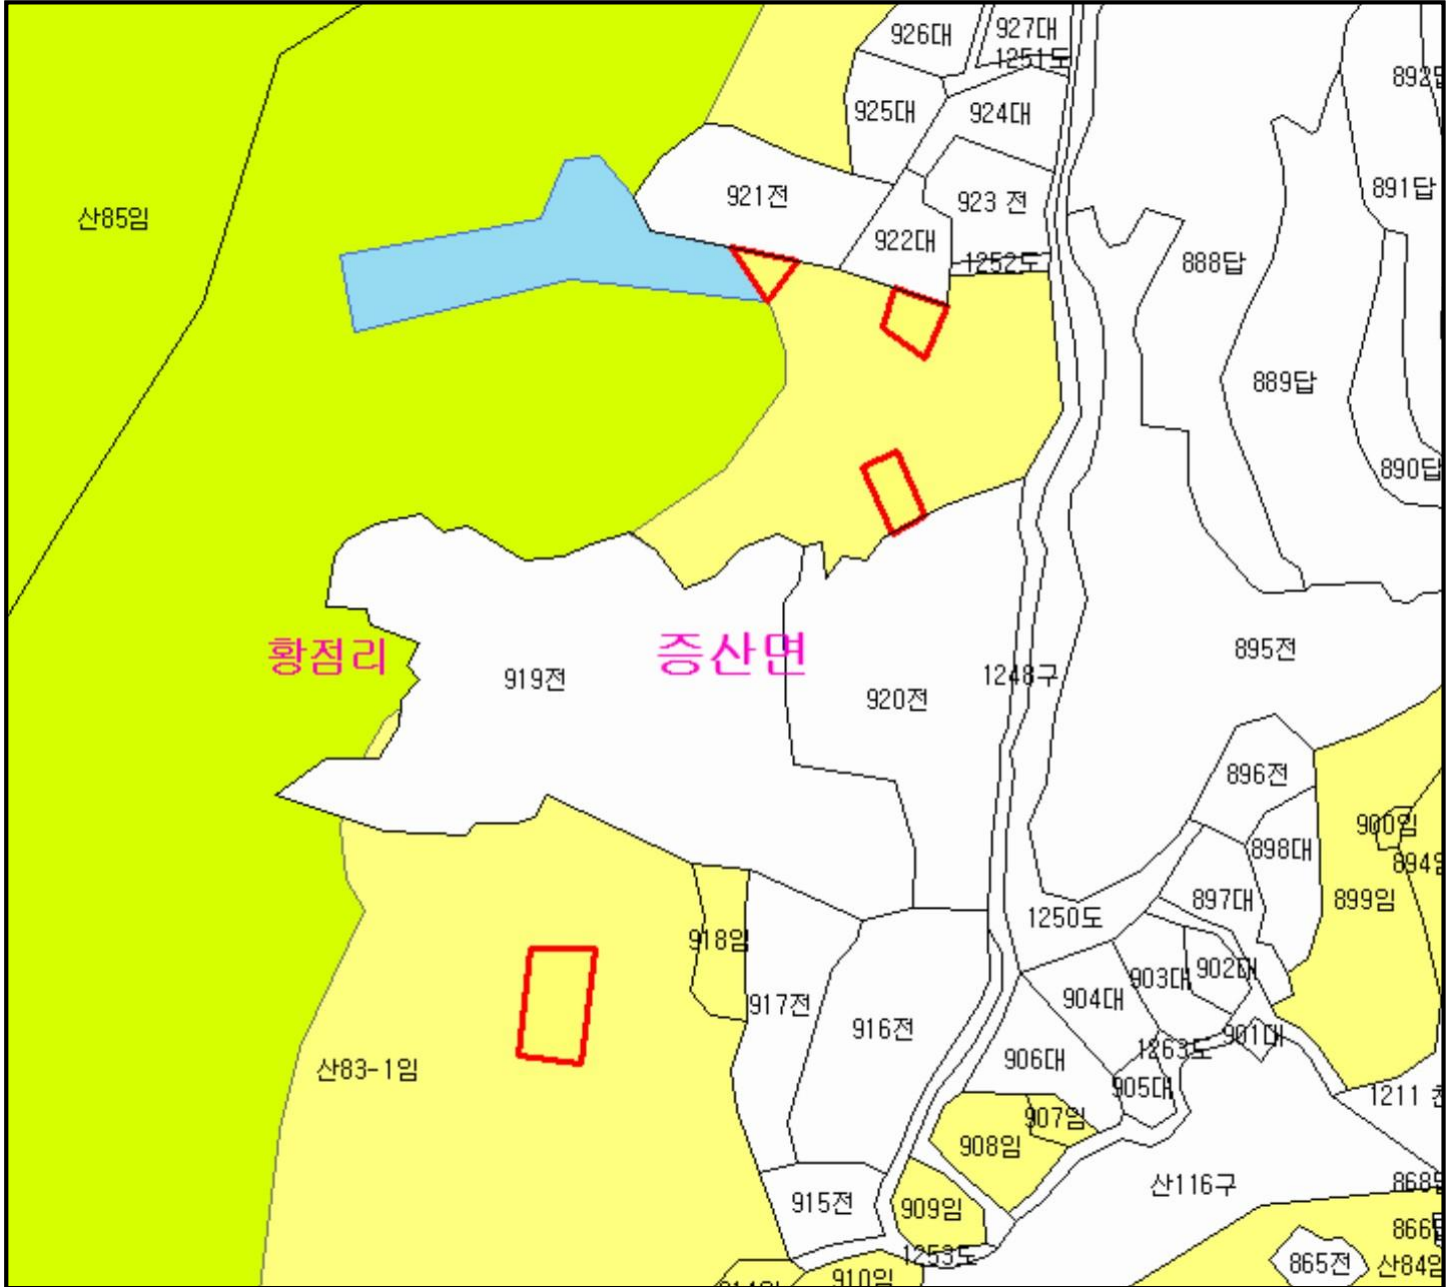 926대
927대
1251도
925대
924대
891답
산85임
921전
923 전
922대
1252도
888답
889답
890답
황점리
증산면
895전
919전
920전
1248구
896전
900임
898대
899임
897대
1250도
918임
903대
902대
904대
917전
916전
901대
1263도
906대
산83-1임
905대
1211
907임
908임
산116구
915전
909임
1253도
865전
산84임
910임